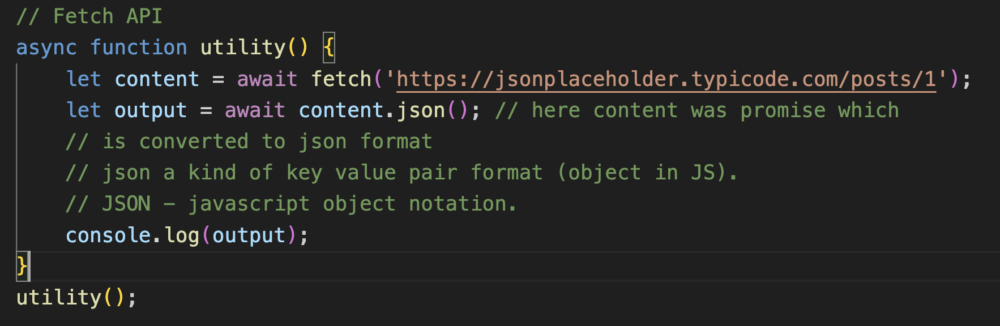 // Fetch API
async function utility() {
    let content = await fetch('https://jsonplaceholder.typicode.com/posts/1');
    let output = await content.json(); // here content was promise which
    // is converted to json format
    // json a kind of key value pair format (object in JS).
    // JSON - javascript object notation.
    console.log(output);
}
utility();